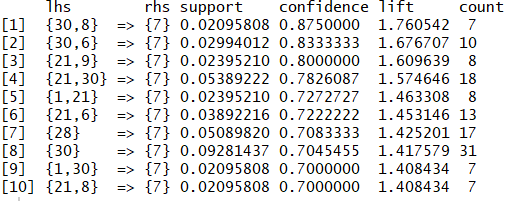 lhs rhs support confidence lift count
[1] {30,8} => {7} 0.02095808 0.8750000 1.760542 7
[2] {30,6} => {7} 0.02994012 0.8333333 1.676707 10
[3] {21,9} => {7} 0.02395210 0.8000000 1.609639 8
[4] {21,30} => {7} 0.05389222 0.7826087 1.574646 18
[5] {1,21} => {7} 0.02395210 0.7272727 1.463308 8
[6] {21,6} => {7} 0.03892216 0.7222222 1.453146 13
[7] {28} => {7} 0.05089820 0.7083333 1.425201 17
[8] {30} => {7} 0.09281437 0.7045455 1.417579 31
[9] {1,30} => {7} 0.02095808 0.7000000 1.408434 7
[10] {21,8} => {7} 0.02095808 0.7000000 1.408434 7